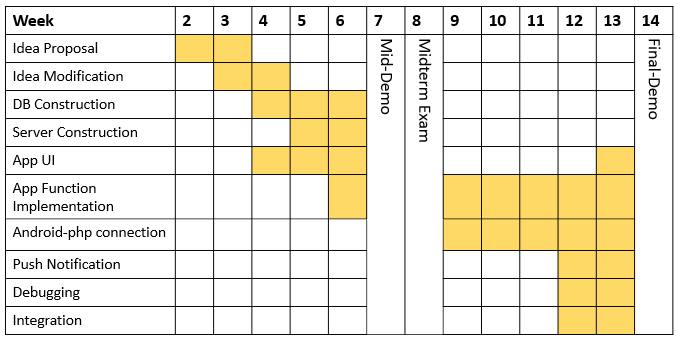 Week 2 3 4 5 6 7 8 9 10 11 12 13 14
Idea Proposal
Idea Modification
DB Construction
Server Construction
App UI
App Function
Implementation
Android-php connection
Push Notification
Debugging
Integration
Mid-Demo
Midterm Exam
Final-Demo